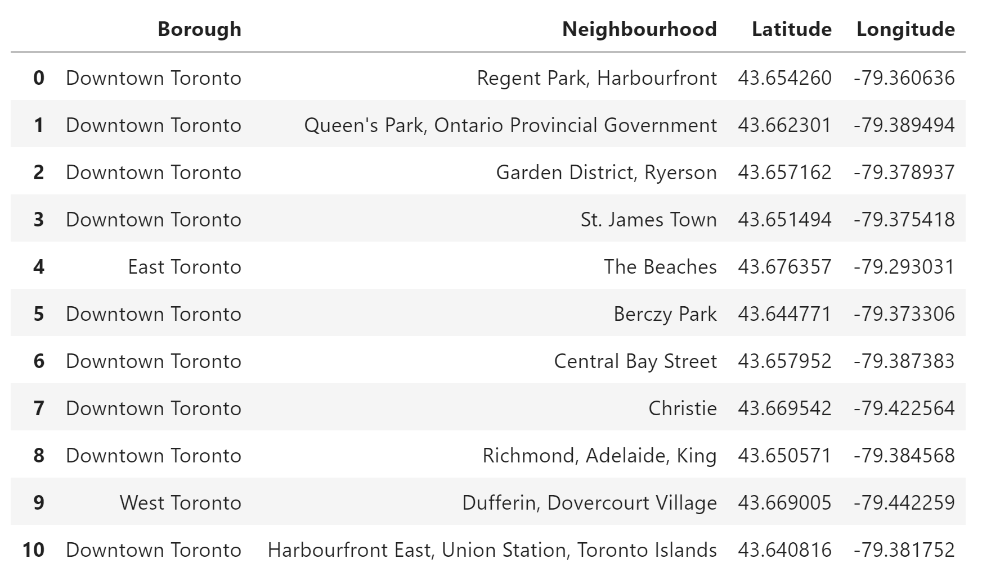 Borough Neighbourhood Latitude Longitude
0 Downtown Toronto Regent Park, Harbourfront 43.654260 -79.360636
1 Downtown Toronto Queen's Park, Ontario Provincial Government 43.662301 -79.389494
2 Downtown Toronto Garden District, Ryerson 43.657162 -79.378937
3 Downtown Toronto St. James Town 43.651494 -79.375418
4 East Toronto The Beaches 43.676357 -79.293031
5 Downtown Toronto Berczy Park 43.644771 -79.373306
6 Downtown Toronto Central Bay Street 43.657952 -79.387383
7 Downtown Toronto Christie 43.669542 -79.422564
8 Downtown Toronto Richmond, Adelaide, King 43.650571 -79.384568
9 West Toronto Dufferin, Dovercourt Village 43.669005 -79.442259
10 Downtown Toronto Harbourfront East, Union Station, Toronto Islands 43.640816 -79.381752